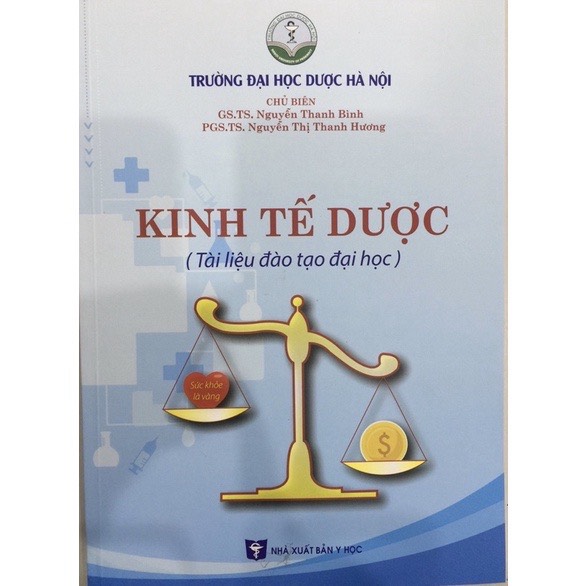 TRƯỜNG ĐẠI HỌC DƯỢC HÀ NỘI
CHỦ BIÊN
GS.TS. Nguyễn Thanh Bình
PGS.TS. Nguyễn Thị Thanh Hương
KINH TẾ DƯỢC
(Tài liệu đào tạo đại học)
Sức khỏe
là vàng
$
NHÀ XUẤT BẢN Y HỌC